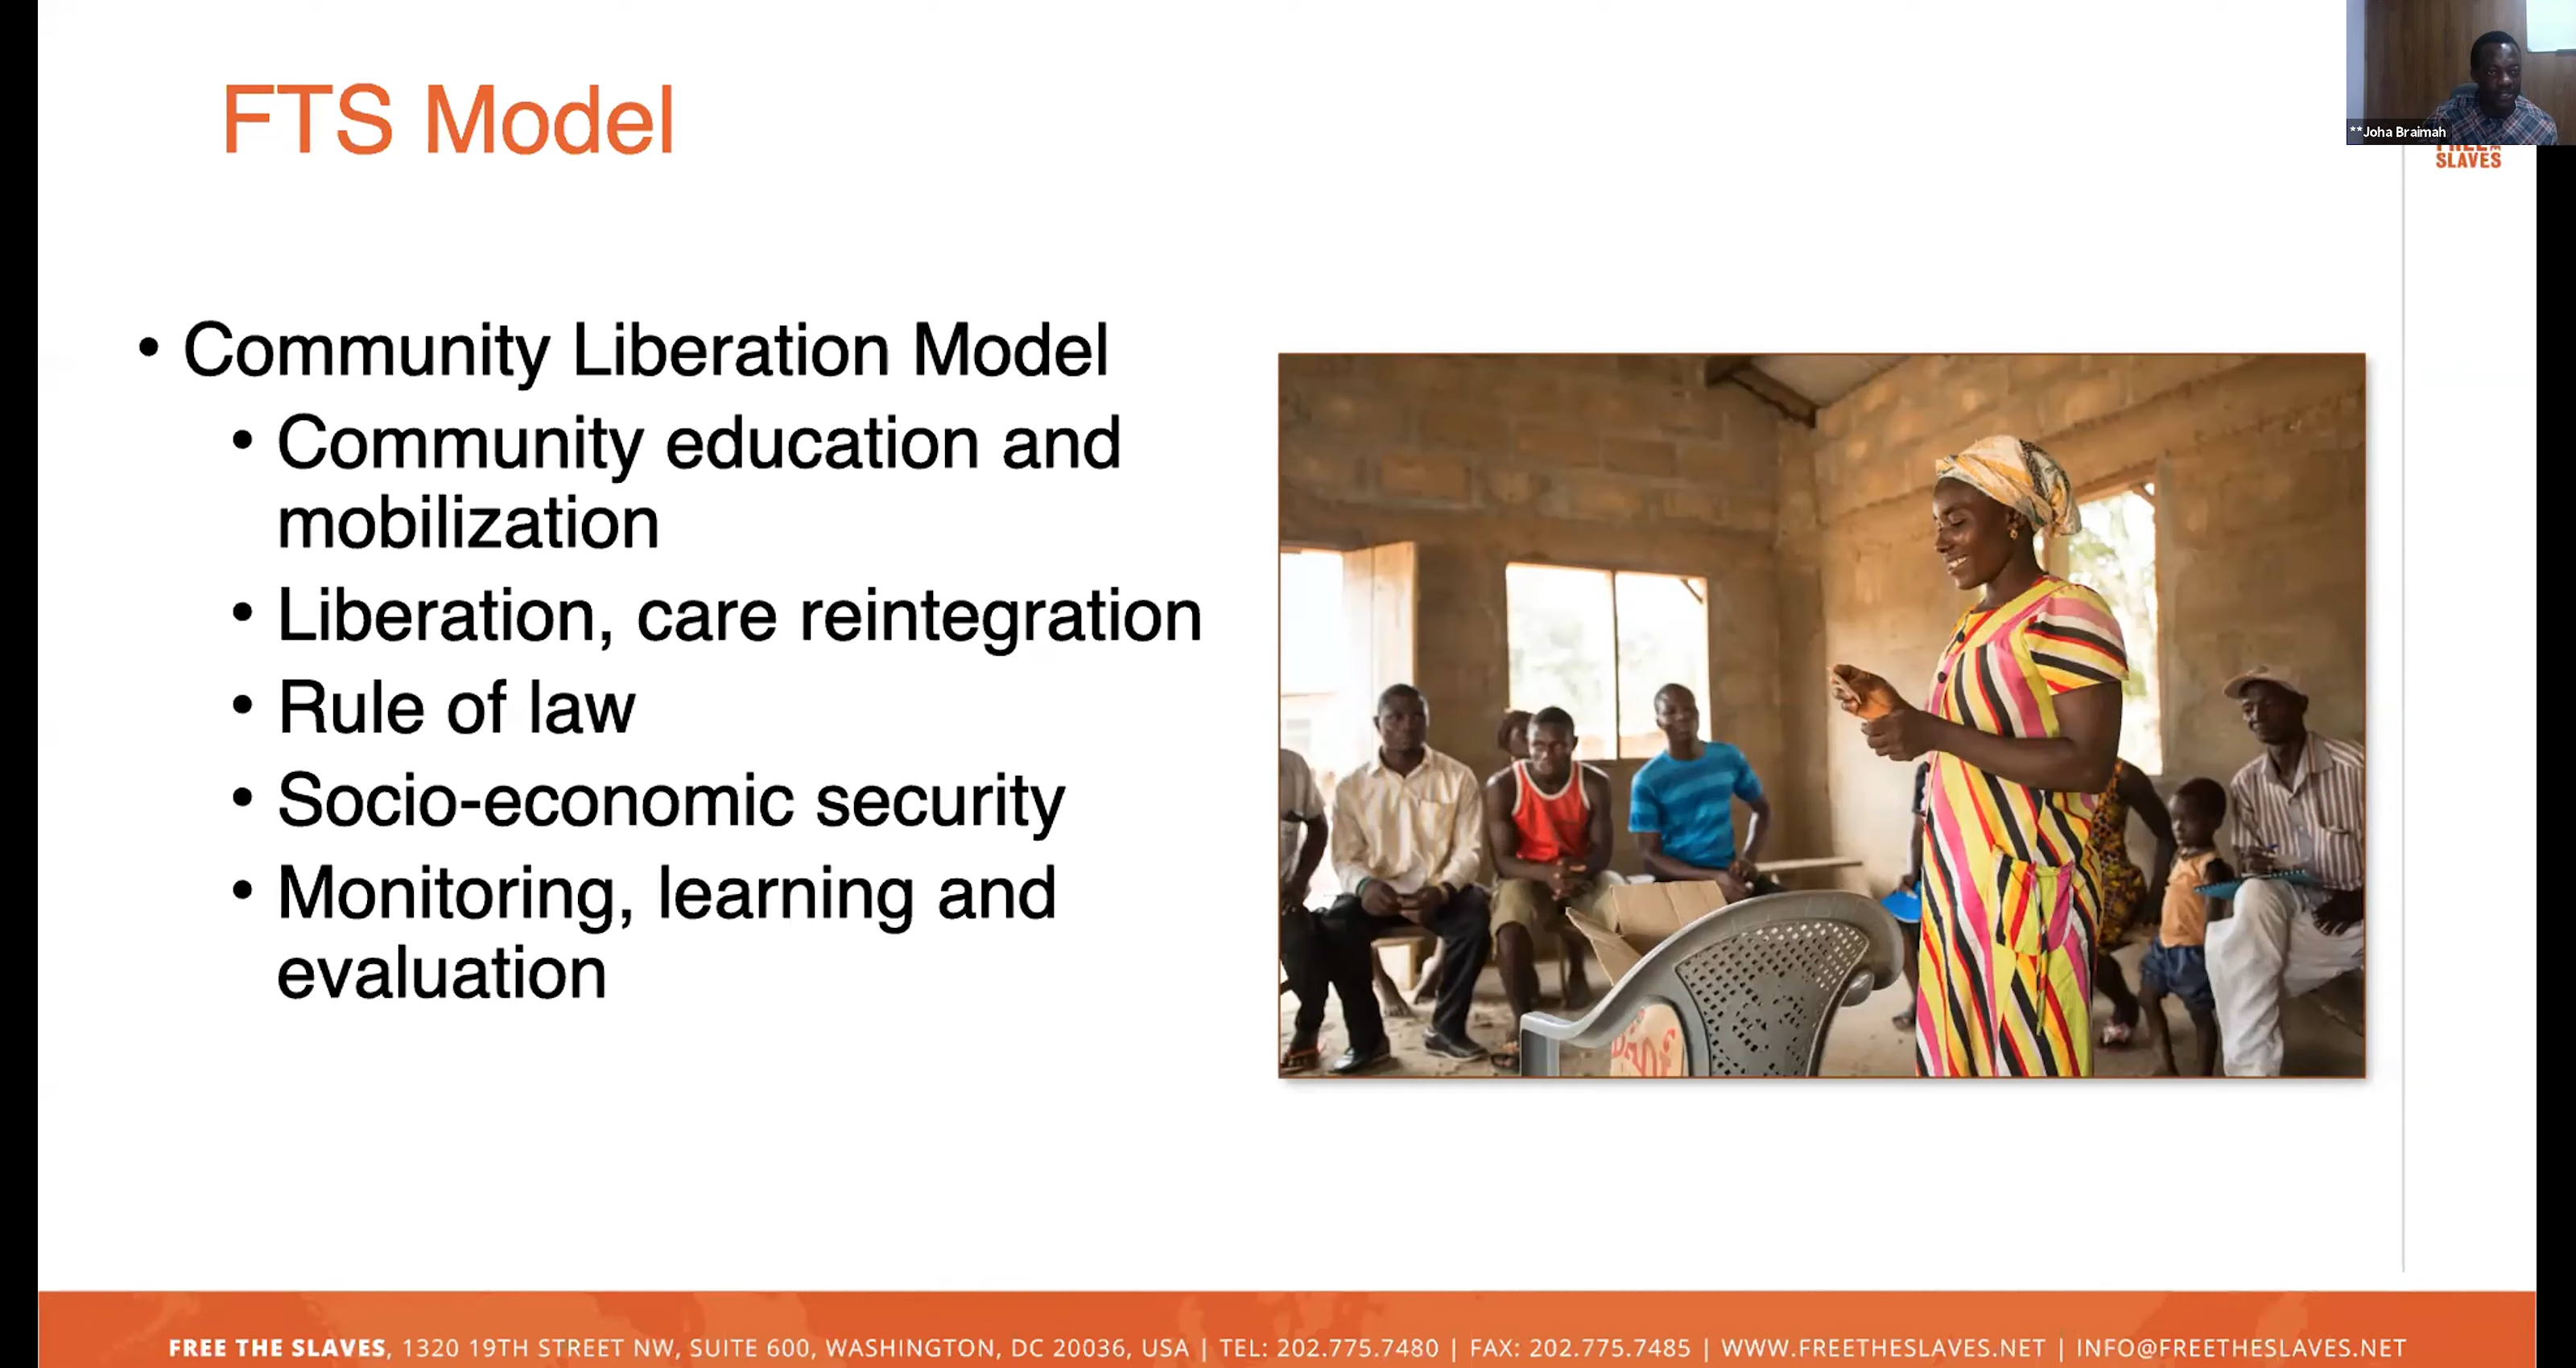 FTS Model
**Joha Braimah
SLAVES
• Community Liberation Model
• Community education and
mobilization
• Liberation, care reintegration
• Rule of law
• Socio-economic security
• Monitoring, learning and
evaluation
FREE THE SLAVES, 1320 19TH STREET NW, SUITE 600, WASHINGTON, DC 20036, USA | TEL: 202.775.7480 | FAX: 202.775.7485 | WWW.FREETHESLAVES.NET | INFO@FREETHESLAVES.NET